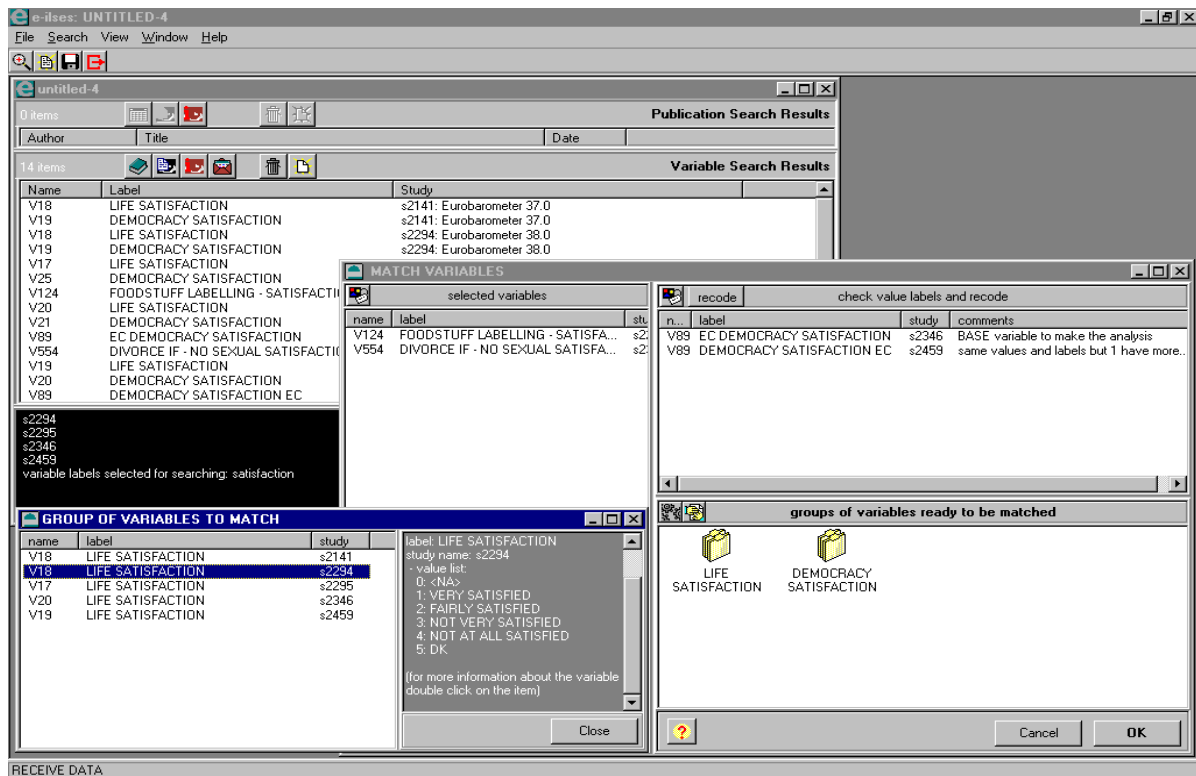 e-ilses: UNTITLED-4
File Search View Window Help
untitled-4
0 items Publication Search Results
Author Title Date
14 items Variable Search Results
Name Label Study
V18 LIFE SATISFACTION s2141: Eurobarometer 37.0
V19 DEMOCRACY SATISFACTION s2141: Eurobarometer 37.0
V18 LIFE SATISFACTION s2294: Eurobarometer 38.0
V19 DEMOCRACY SATISFACTION s2294: Eurobarometer 38.0
V17 LIFE SATISFACTION
V25 DEMOCRACY SATISFACTION
V124 FOODSTUFF LABELLING - SATISFACTI
V20 LIFE SATISFACTION
V21 DEMOCRACY SATISFACTION
V89 EC DEMOCRACY SATISFACTION
V554 DIVORCE IF - NO SEXUAL SATISFACTI
V19 LIFE SATISFACTION
V20 DEMOCRACY SATISFACTION
V89 DEMOCRACY SATISFACTION EC
s2294
s2295
s2346
s2459
variable labels selected for searching: satisfaction
MATCH VARIABLES
selected variables
name label stu
V124 FOODSTUFF LABELLING - SATISFA... s2
V554 DIVORCE IF - NO SEXUAL SATISFA... s2
recode check value labels and recode
n... label study comments
V89 EC DEMOCRACY SATISFACTION s2346 BASE variable to make the analysis
V89 DEMOCRACY SATISFACTION EC s2459 same values and labels but 1 have more..
groups of variables ready to be matched
LIFE SATISFACTION
DEMOCRACY SATISFACTION
? Cancel OK
GROUP OF VARIABLES TO MATCH
name label study
V18 LIFE SATISFACTION s2141
V18 LIFE SATISFACTION s2294
V17 LIFE SATISFACTION s2295
V20 LIFE SATISFACTION s2346
V19 LIFE SATISFACTION s2459
label: LIFE SATISFACTION
study name: s2294
- value list:
0: <NA>
1: VERY SATISFIED
2: FAIRLY SATISFIED
3: NOT VERY SATISFIED
4: NOT AT ALL SATISFIED
5: DK
(for more information about the variable
double click on the item)
Close
RECEIVE DATA